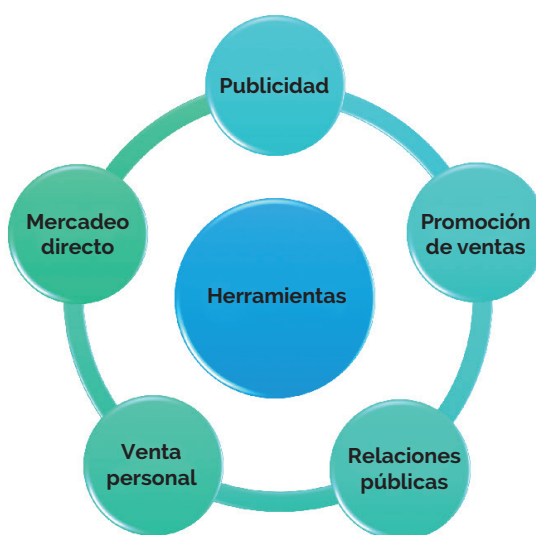 Publicidad
Promoción
de ventas
Relaciones
públicas
Venta
personal
Mercadeo
directo
Herramientas